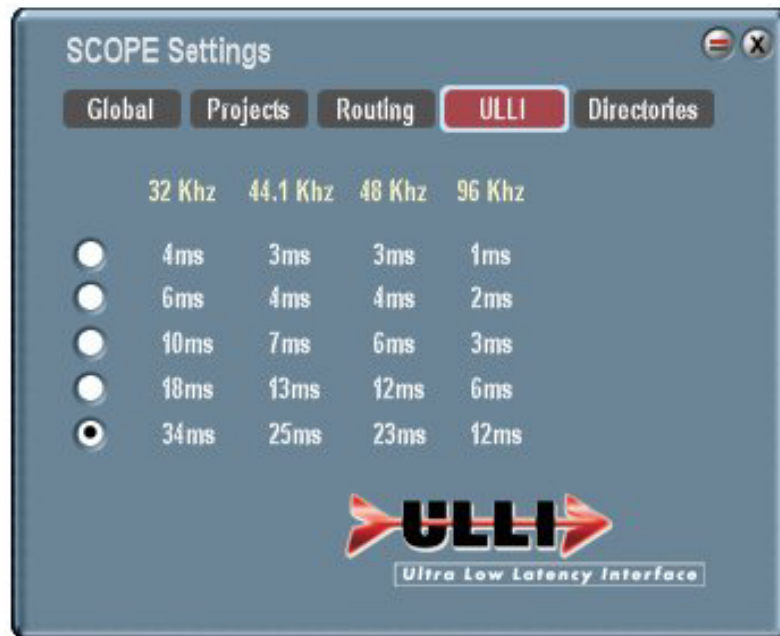 SCOPE Settings
Global Projects Routing ULLI Directories
32 Khz 44.1 Khz 48 Khz 96 Khz
4ms 3ms 3ms 1ms
6ms 4ms 4ms 2ms
10ms 7ms 6ms 3ms
18ms 13ms 12ms 6ms
34ms 25ms 23ms 12ms
ULLI
Ultra Low Latency Interface